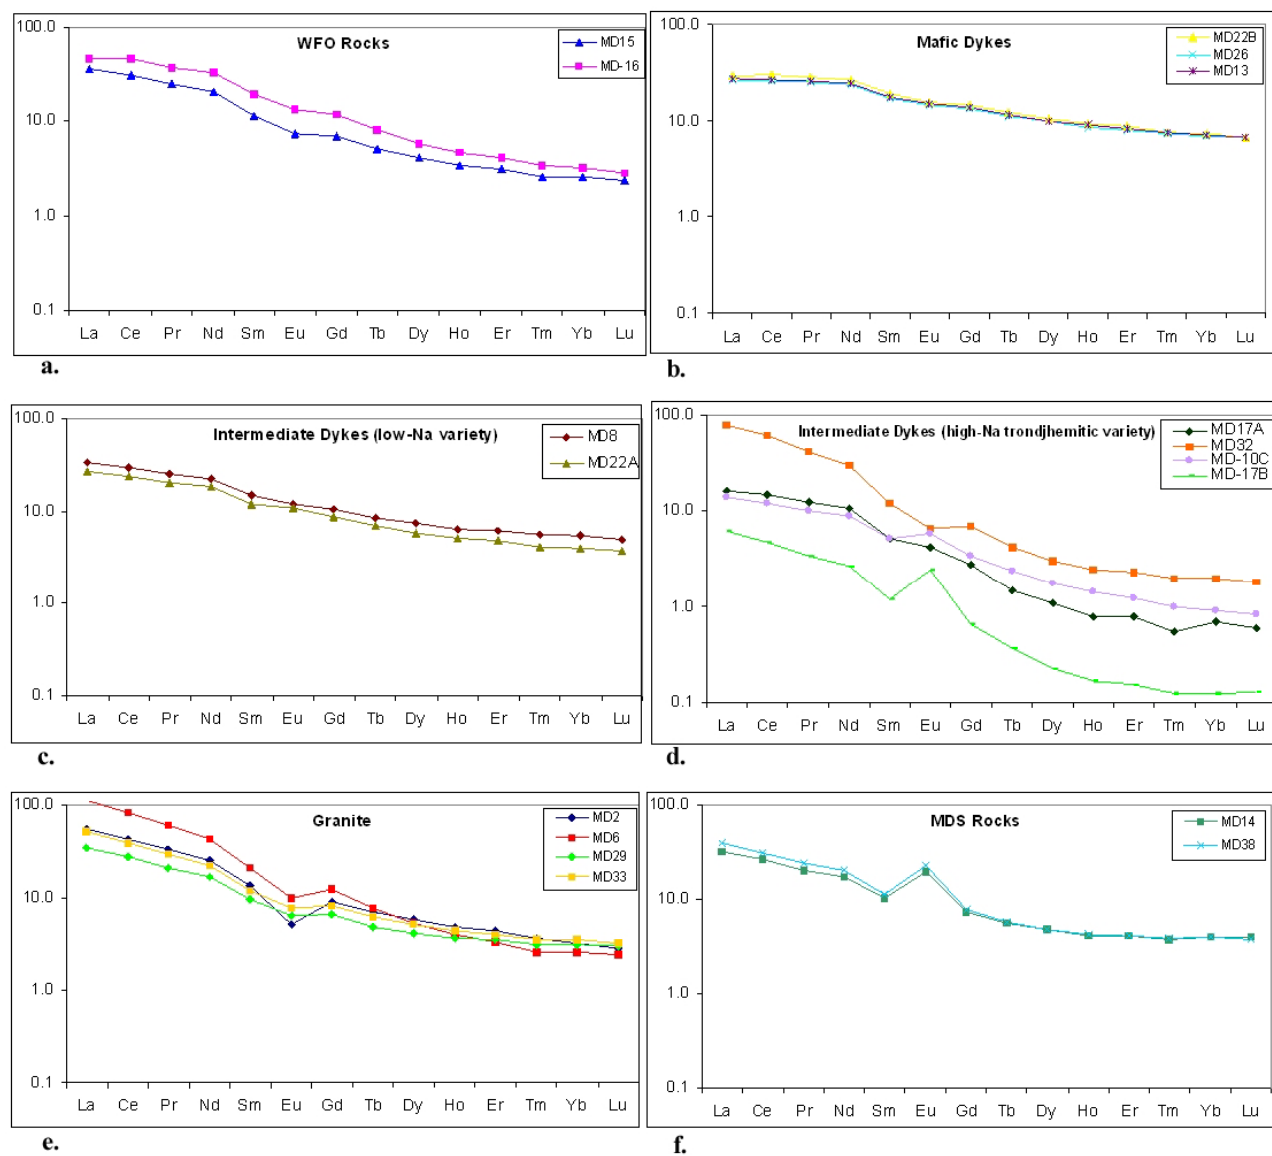 WFO Rocks
MD15
MD-16
100.0
10.0
1.0
0.1
La Ce Pr Nd Sm Eu Gd Tb Dy Ho Er Tm Yb Lu
a.
Mafic Dykes
MD22B
MD26
MD13
100.0
10.0
1.0
0.1
La Ce Pr Nd Sm Eu Gd Tb Dy Ho Er Tm Yb Lu
b.
Intermediate Dykes (low-Na variety)
MD8
MD22A
100.0
10.0
1.0
0.1
La Ce Pr Nd Sm Eu Gd Tb Dy Ho Er Tm Yb Lu
c.
Intermediate Dykes (high-Na trondjhemitic variety)
MD17A
MD32
MD-10C
MD-17B
100.0
10.0
1.0
0.1
La Ce Pr Nd Sm Eu Gd Tb Dy Ho Er Tm Yb Lu
d.
Granite
MD2
MD6
MD29
MD33
100.0
10.0
1.0
0.1
La Ce Pr Nd Sm Eu Gd Tb Dy Ho Er Tm Yb Lu
e.
MDS Rocks
MD14
MD38
100.0
10.0
1.0
0.1
La Ce Pr Nd Sm Eu Gd Tb Dy Ho Er Tm Yb Lu
f.